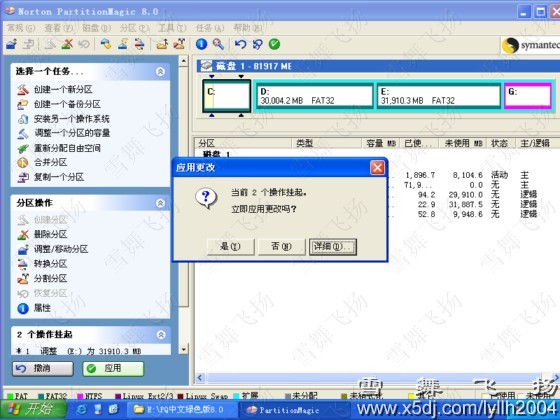 Norton PartitionMagic 8.0
常规(G) 查看(V) 磁盘(D) 分区(P) 工具(T) 任务(A) 帮助(H)
symantec
选择一个任务...
创建一个新分区
创建一个备份分区
安装另一个操作系统
调整一个分区的容量
重新分配自由空间
合并分区
复制一个分区
分区操作
创建分区
删除分区
调整/移动分区
转换分区
分割分区
恢复分区
属性
2 个操作挂起
1 调整 (E:) 为 31910.3 MB
撤消
应用
磁盘 1 - 81917 MB
C:
D:
30,004.2 MB FAT32
E:
31,910.3 MB FAT32
G:
分区 类型 容量 MB 已使... 未使用 MB 状态 主/逻辑
磁盘 1
1,896.7 8,104.6 活动 主
71,9... 0.0 无 主
94.2 29,910.0 无 逻辑
22.9 31,887.5 无 逻辑
52.8 9,948.6 无 逻辑
应用更改
当前 2 个操作挂起。
立即应用更改吗?
是(Y)
否(N)
详细(D)...
FAT FAT32 NTFS Linux Ext2/3 Linux Swap 扩展 未分配
开始
H:\PQ中文绿色版8.0
PartitionMagic
雪舞飞扬
www.x5dj.com/lyllh2004